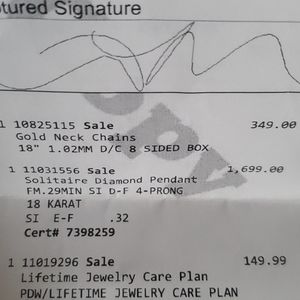 tured Signature
1 10825115 Sale 349.00
Gold Neck Chains
18" 1.02MM D/C 8 SIDED BOX
1 11031556 Sale 1,699.00
Solitaire Diamond Pendant
FM.29MIN SI D-F 4-PRONG
18 KARAT
SI E-F .32
Cert# 7398259
1 11019296 Sale 149.99
Lifetime Jewelry Care Plan
PDW/LIFETIME JEWELRY CARE PLAN